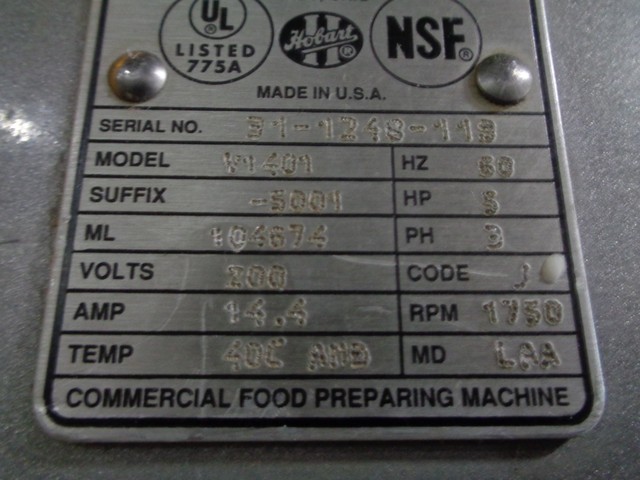 UL ®
LISTED
775A
Hobart ®
NSF ®
MADE IN U.S.A.
SERIAL NO. 31-1248-119
MODEL V1401 HZ 60
SUFFIX -5001 HP 5
ML 104674 PH 3
VOLTS 200 CODE J
AMP 14.4 RPM 1750
TEMP 40C AMB MD LAA
COMMERCIAL FOOD PREPARING MACHINE